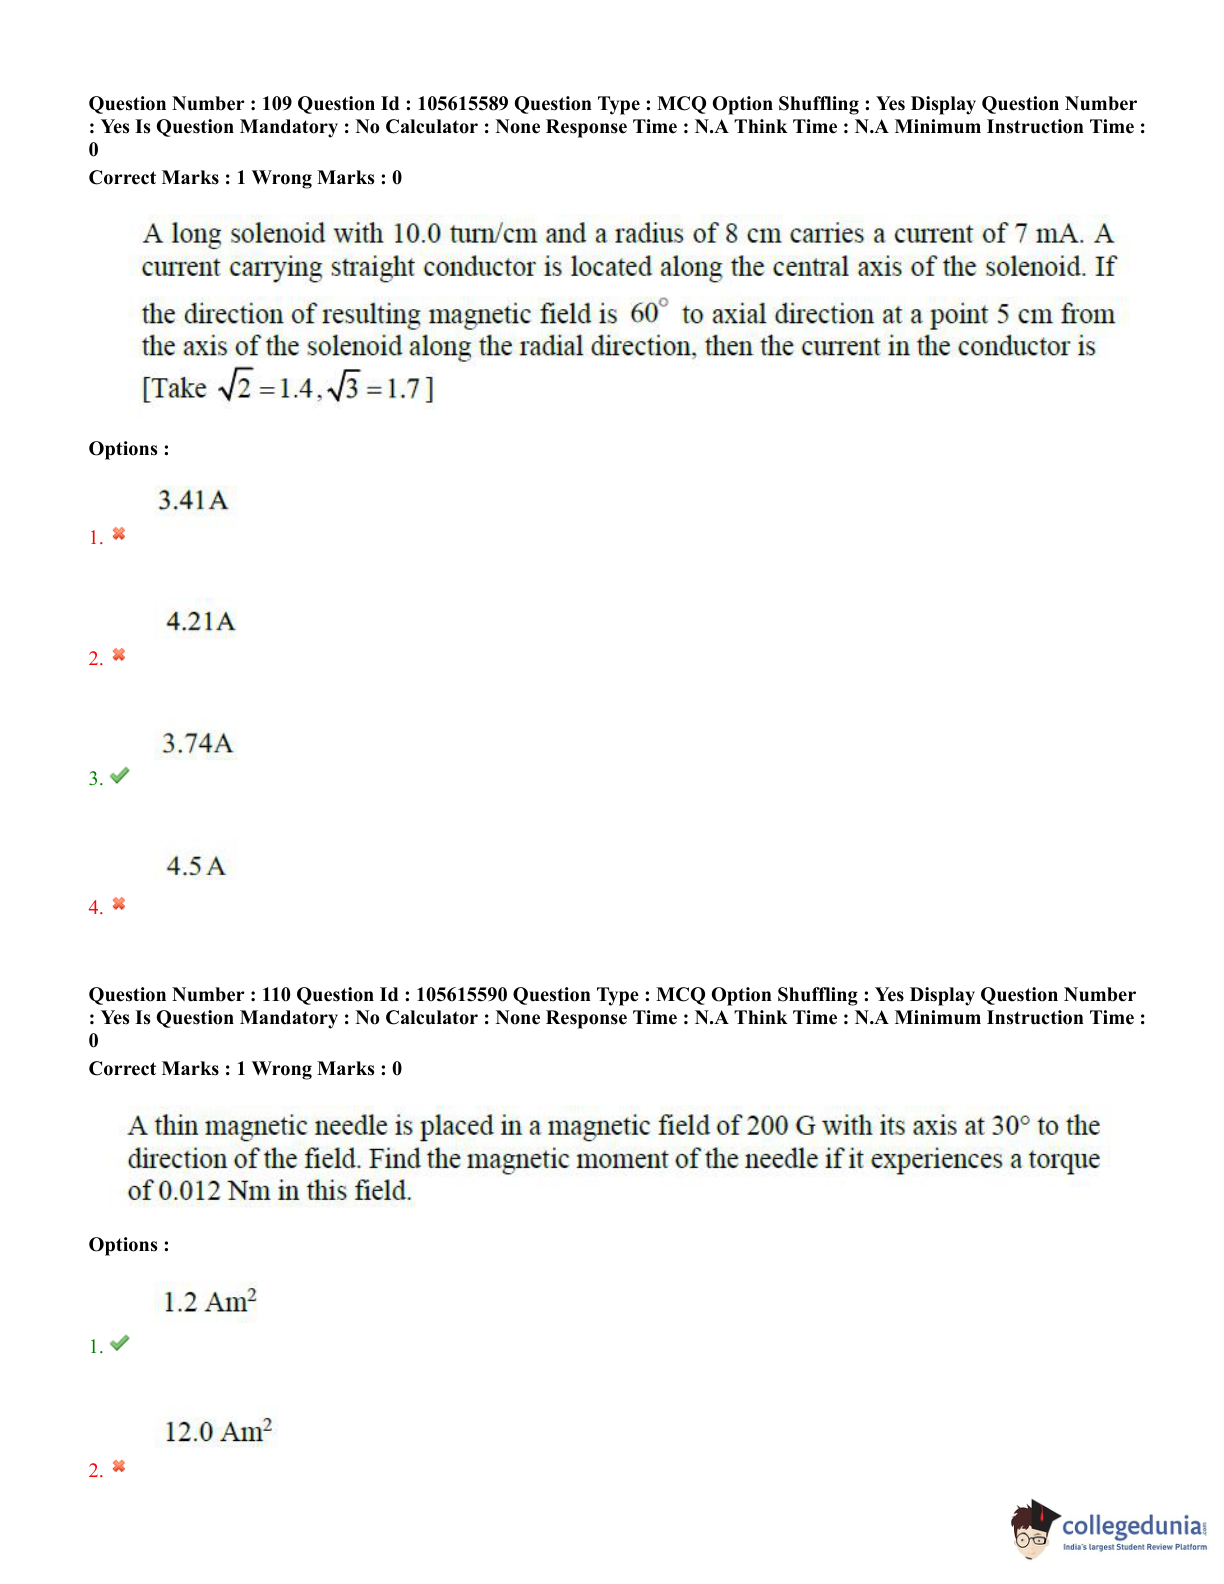 Question Number : 109 Question Id : 105615589 Question Type : MCQ Option Shuffling : Yes Display Question Number
: Yes Is Question Mandatory : No Calculator : None Response Time : N.A Think Time : N.A Minimum Instruction Time :
0
Correct Marks : 1 Wrong Marks : 0
A long solenoid with 10.0 turn/cm and a radius of 8 cm carries a current of 7 mA. A
current carrying straight conductor is located along the central axis of the solenoid. If
the direction of resulting magnetic field is 60° to axial direction at a point 5 cm from
the axis of the solenoid along the radial direction, then the current in the conductor is
[Take √2 = 1.4, √3 = 1.7]
Options :
3.41 A
1.
4.21 A
2.
3.74 A
3.
4.5 A
4.
Question Number : 110 Question Id : 105615590 Question Type : MCQ Option Shuffling : Yes Display Question Number
: Yes Is Question Mandatory : No Calculator : None Response Time : N.A Think Time : N.A Minimum Instruction Time :
0
Correct Marks : 1 Wrong Marks : 0
A thin magnetic needle is placed in a magnetic field of 200 G with its axis at 30° to the
direction of the field. Find the magnetic moment of the needle if it experiences a torque
of 0.012 Nm in this field.
Options :
1.2 Am²
1.
12.0 Am²
2.
collegedunia.com
India's largest Student Review Platform